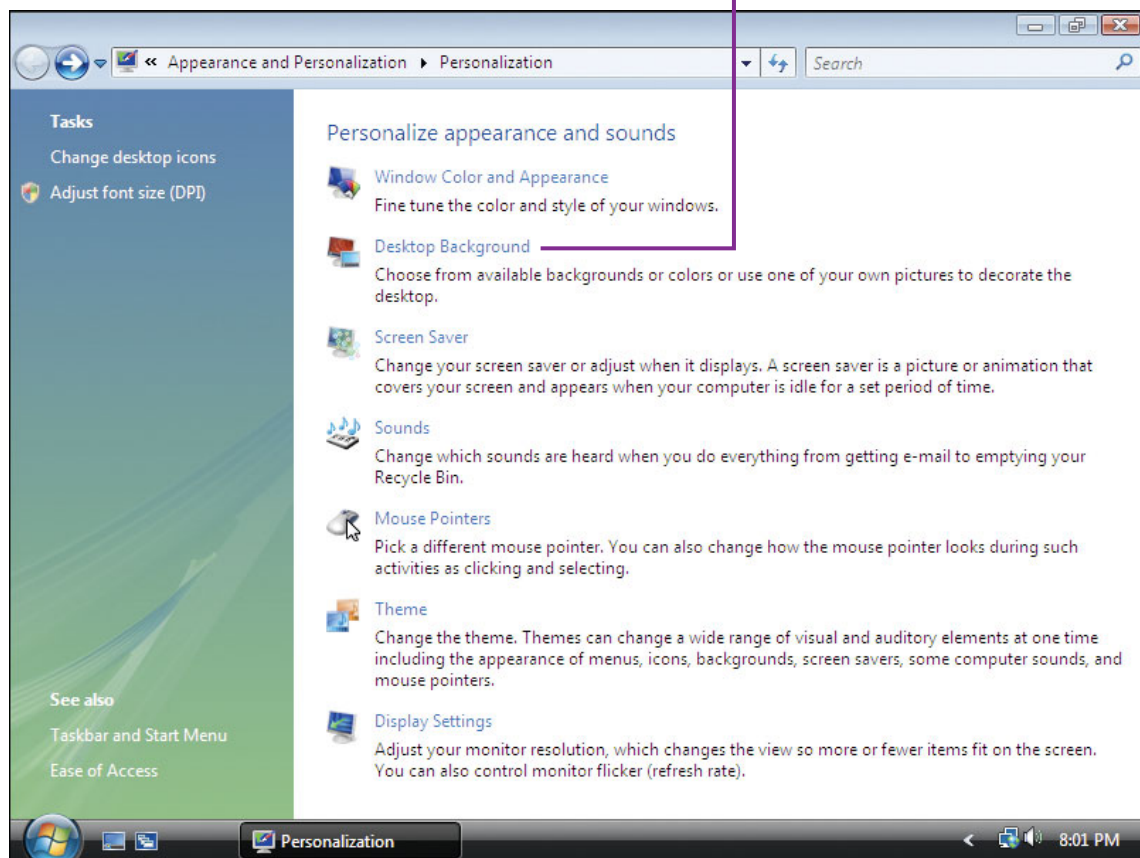 « Appearance and Personalization ▸ Personalization
Search
Tasks
Change desktop icons
Adjust font size (DPI)
Personalize appearance and sounds
Window Color and Appearance
Fine tune the color and style of your windows.
Desktop Background
Choose from available backgrounds or colors or use one of your own pictures to decorate the
desktop.
Screen Saver
Change your screen saver or adjust when it displays. A screen saver is a picture or animation that
covers your screen and appears when your computer is idle for a set period of time.
Sounds
Change which sounds are heard when you do everything from getting e-mail to emptying your
Recycle Bin.
Mouse Pointers
Pick a different mouse pointer. You can also change how the mouse pointer looks during such
activities as clicking and selecting.
Theme
Change the theme. Themes can change a wide range of visual and auditory elements at one time
including the appearance of menus, icons, backgrounds, screen savers, some computer sounds, and
mouse pointers.
Display Settings
Adjust your monitor resolution, which changes the view so more or fewer items fit on the screen.
You can also control monitor flicker (refresh rate).
See also
Taskbar and Start Menu
Ease of Access
Personalization
8:01 PM